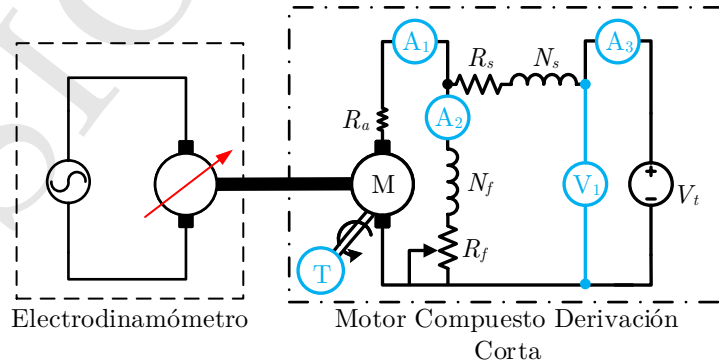 A1
Rs
Ns
A3
Ra
A2
M
Nf
V1
Vt
T
Rf
Electrodinamómetro
Motor Compuesto Derivación
Corta